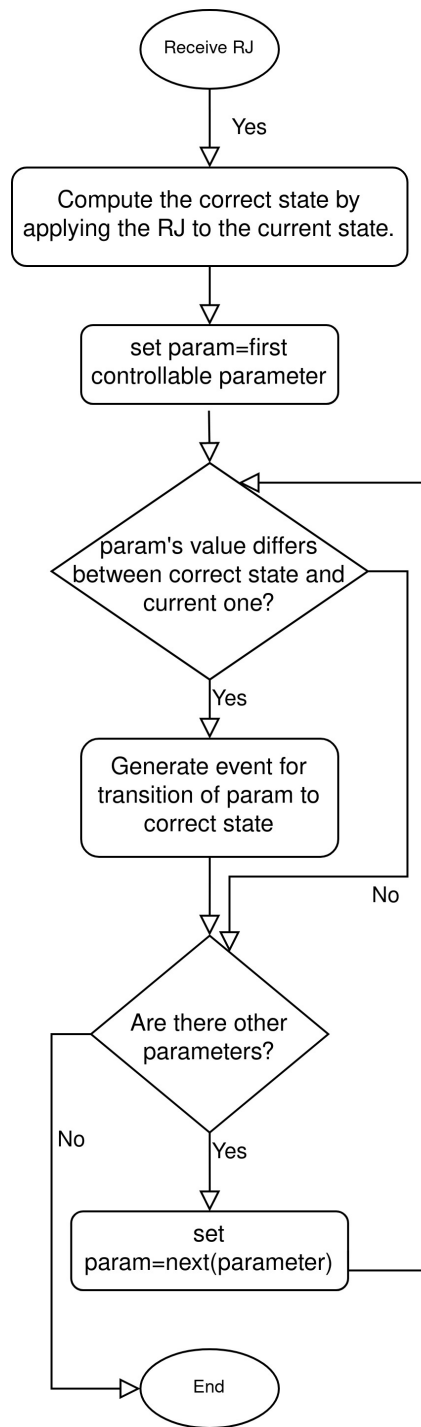 Receive RJ
Yes
Compute the correct state by
applying the RJ to the current state.
set param=first
controllable parameter
param's value differs
between correct state and
current one?
Yes
Generate event for
transition of param to
correct state
No
Are there other
parameters?
No
Yes
set
param=next(parameter)
End